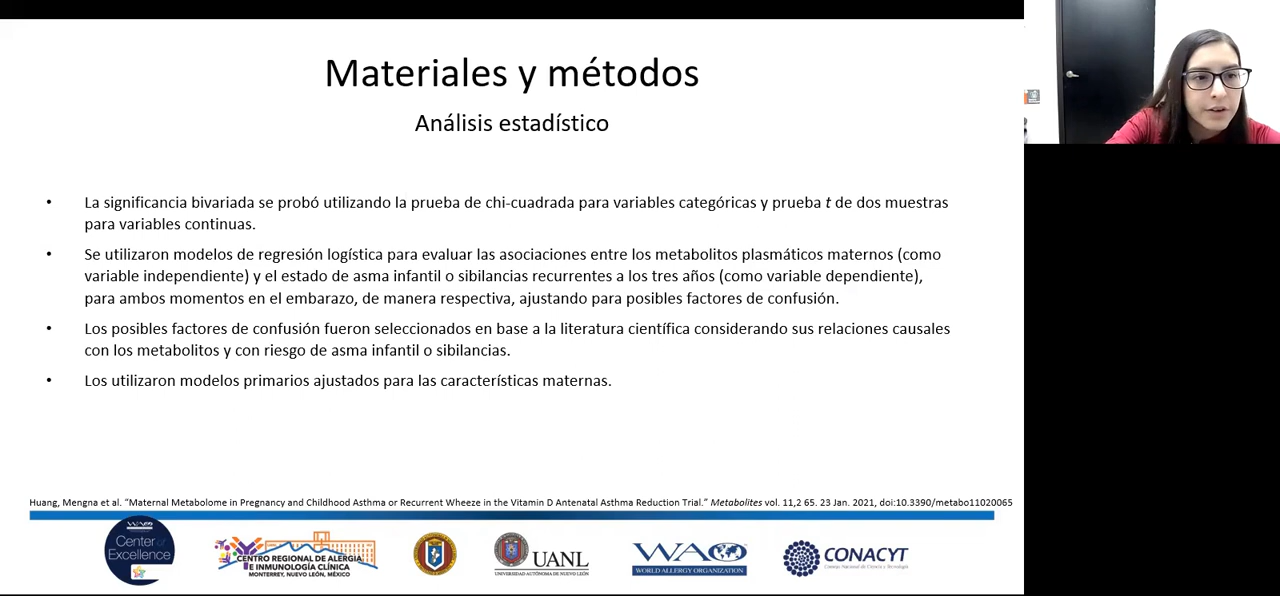 Materiales y métodos
Análisis estadístico
• La significancia bivariada se probó utilizando la prueba de chi-cuadrada para variables categóricas y prueba t de dos muestras
para variables continuas.
• Se utilizaron modelos de regresión logística para evaluar las asociaciones entre los metabolitos plasmáticos maternos (como
variable independiente) y el estado de asma infantil o sibilancias recurrentes a los tres años (como variable dependiente),
para ambos momentos en el embarazo, de manera respectiva, ajustando para posibles factores de confusión.
• Los posibles factores de confusión fueron seleccionados en base a la literatura científica considerando sus relaciones causales
con los metabolitos y con riesgo de asma infantil o sibilancias.
• Los utilizaron modelos primarios ajustados para las características maternas.
Huang, Mengna et al. “Maternal Metabolome in Pregnancy and Childhood Asthma or Recurrent Wheeze in the Vitamin D Antenatal Asthma Reduction Trial.” Metabolites vol. 11,2 65. 23 Jan. 2021, doi:10.3390/metabo11020065
WAO
Center of
Excellence
CENTRO REGIONAL DE ALERGIA
E INMUNOLOGÍA CLÍNICA
MONTERREY, NUEVO LEÓN, MÉXICO
UANL
UNIVERSIDAD AUTÓNOMA DE NUEVO LEÓN
WAO
WORLD ALLERGY ORGANIZATION
CONACYT
Consejo Nacional de Ciencia y Tecnología